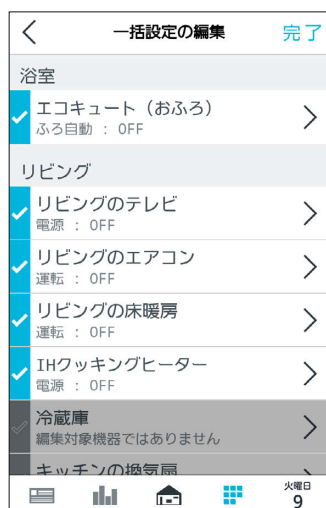 一括設定の編集 完了
浴室
エコキュート（おふろ）
ふろ自動 : OFF
リビング
リビングのテレビ
電源 : OFF
リビングのエアコン
運転 : OFF
リビングの床暖房
運転 : OFF
IHクッキングヒーター
電源 : OFF
冷蔵庫
編集対象機器ではありません
キッチンの換気扇
火曜日
9